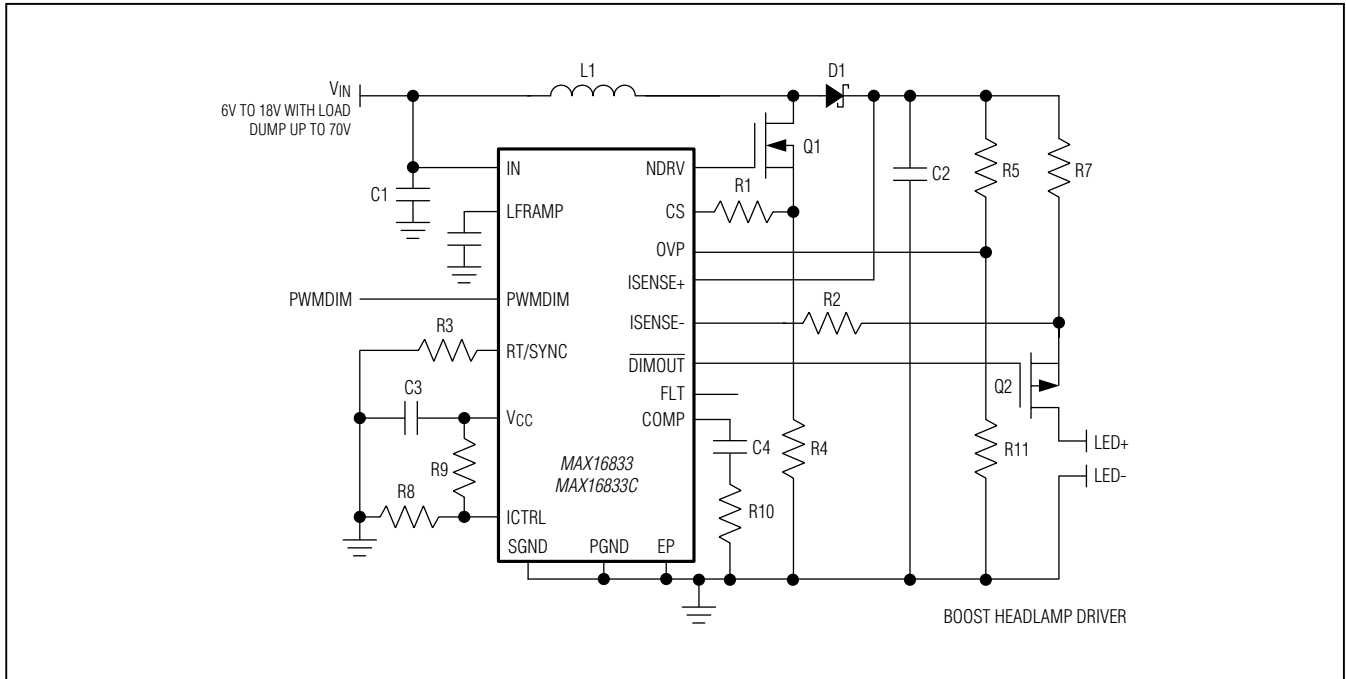 L1
D1
VIN
6V TO 18V WITH LOAD
DUMP UP TO 70V
Q1
IN
NDRV
C1
R1
C2
R5
R7
LFRAMP
CS
OVP
ISENSE+
PWMDIM
PWMDIM
R2
ISENSE-
R3
RT/SYNC
DIMOUT
Q2
C3
FLT
VCC
COMP
C4
R4
R11
LED+
LED-
R9
MAX16833
MAX16833C
R8
R10
ICTRL
SGND
PGND
EP
BOOST HEADLAMP DRIVER